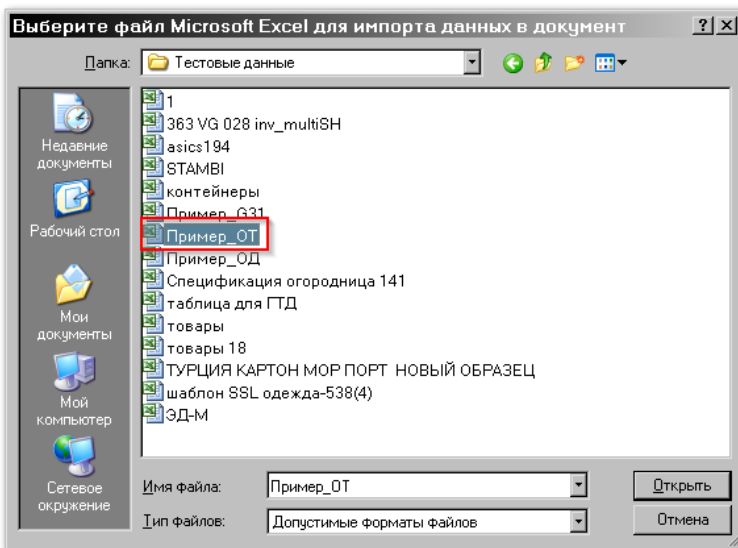 Выберите файл Microsoft Excel для импорта данных в документ
Папка: Тестовые данные
1
363 VG 028 inv_multiSH
asics194
STAMBI
контейнеры
Пример_G31
Пример_ОТ
Пример_ОД
Спецификация огородница 141
таблица для ГТД
товары
товары 18
ТУРЦИЯ КАРТОН МОР ПОРТ НОВЫЙ ОБРАЗЕЦ
шаблон SSL одежда-538(4)
ЭД-М
Недавние
документы
Рабочий стол
Мои
документы
Мой
компьютер
Сетевое
окружение
Имя файла: Пример_ОТ Открыть
Тип файлов: Допустимые форматы файлов Отмена